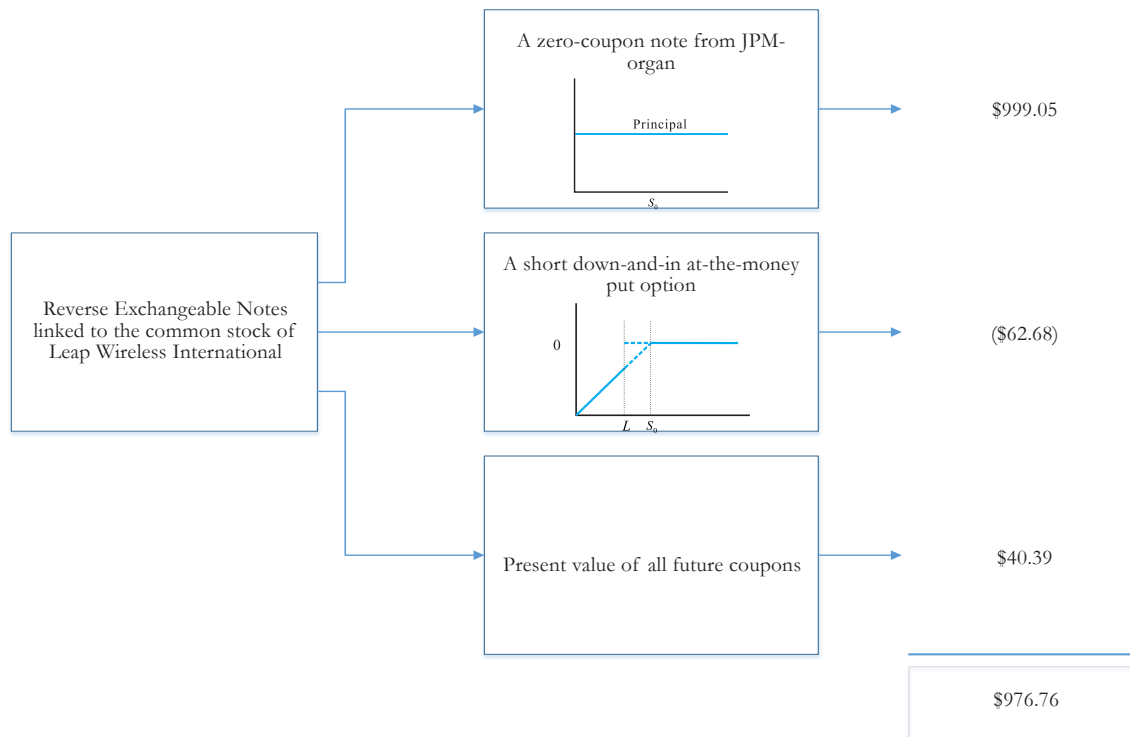 A zero-coupon note from JPM-
organ
Principal
S₀
$999.05
Reverse Exchangeable Notes
linked to the common stock of
Leap Wireless International
A short down-and-in at-the-money
put option
0
L S₀
($62.68)
Present value of all future coupons
$40.39
$976.76